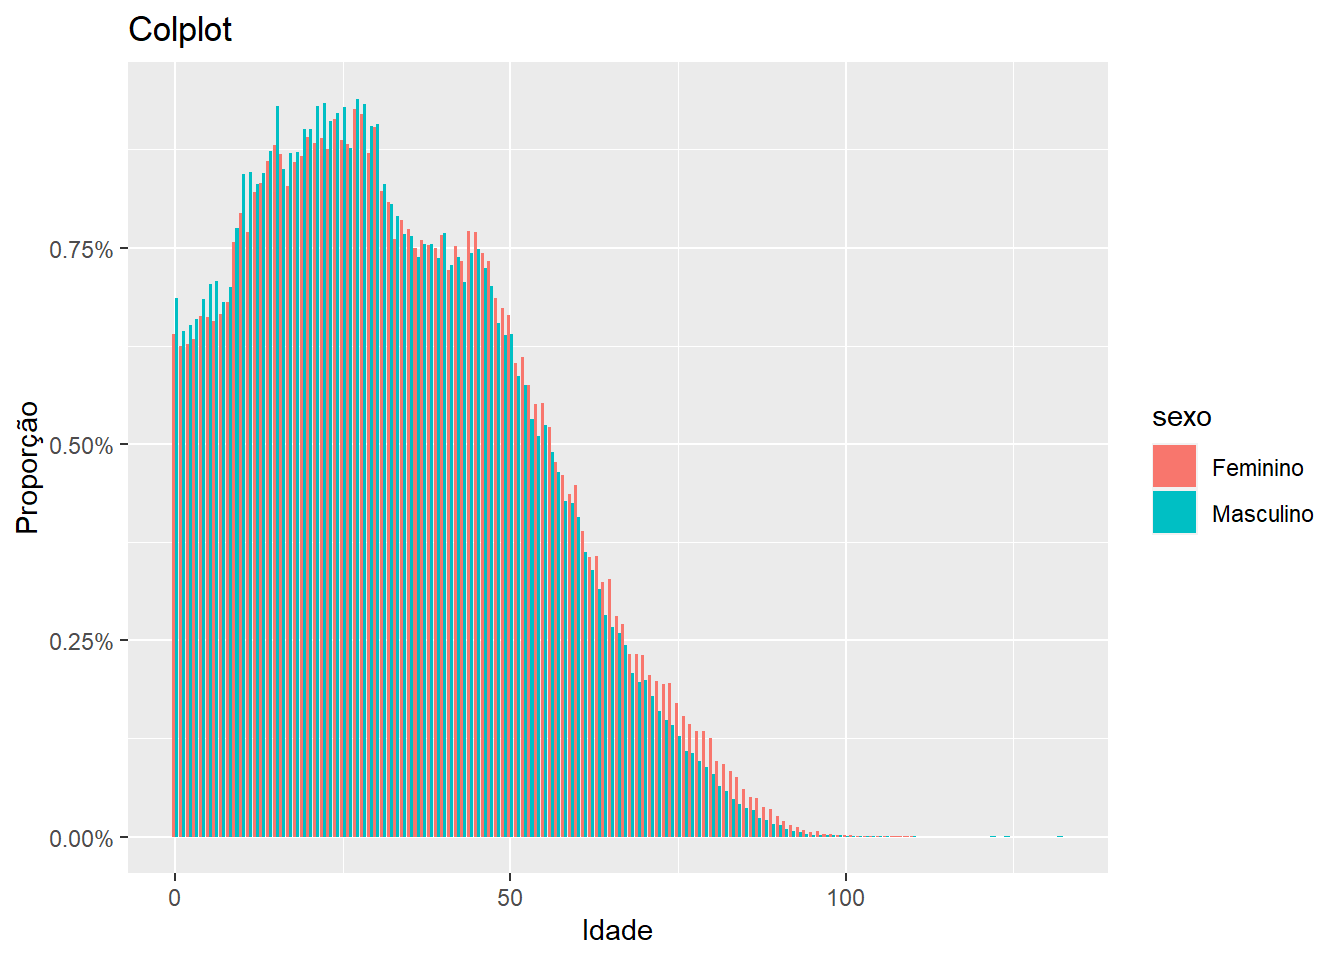 Colplot
Proporção
0.75%
0.50%
0.25%
0.00%
0
50
100
Idade
sexo
Feminino
Masculino